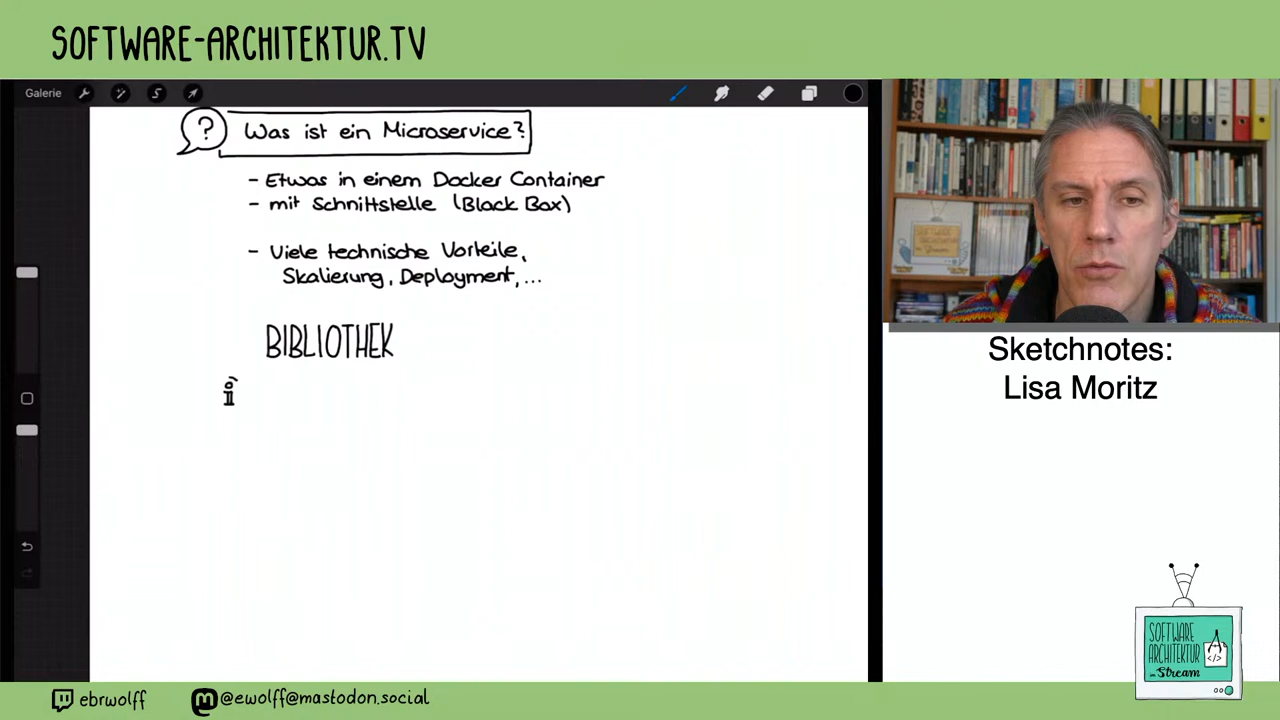 SOFTWARE-ARCHITEKTUR.TV
Galerie
? Was ist ein Microservice?
- Etwas in einem Docker Container
- mit Schnittstelle (Black Box)
- Viele technische Vorteile,
Skalierung, Deployment, ...
BIBLIOTHEK
i
Sketchnotes:
Lisa Moritz
SOFTWARE
ARCHITEKTUR
im Stream
</>
ebrwolff
@ewolff@mastodon.social